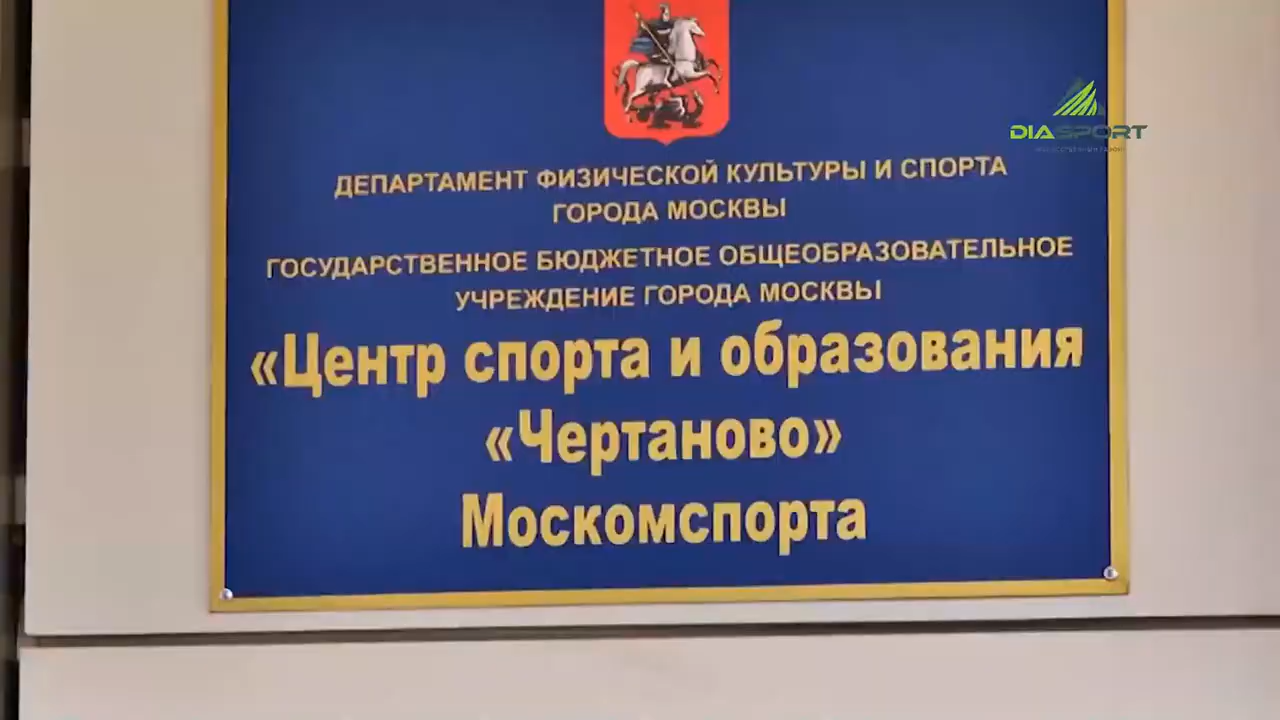 DIASPORT
ДЕПАРТАМЕНТ ФИЗИЧЕСКОЙ КУЛЬТУРЫ И СПОРТА
ГОРОДА МОСКВЫ
ГОСУДАРСТВЕННОЕ БЮДЖЕТНОЕ ОБЩЕОБРАЗОВАТЕЛЬНОЕ
УЧРЕЖДЕНИЕ ГОРОДА МОСКВЫ
«Центр спорта и образования
«Чертаново»
Москомспорта